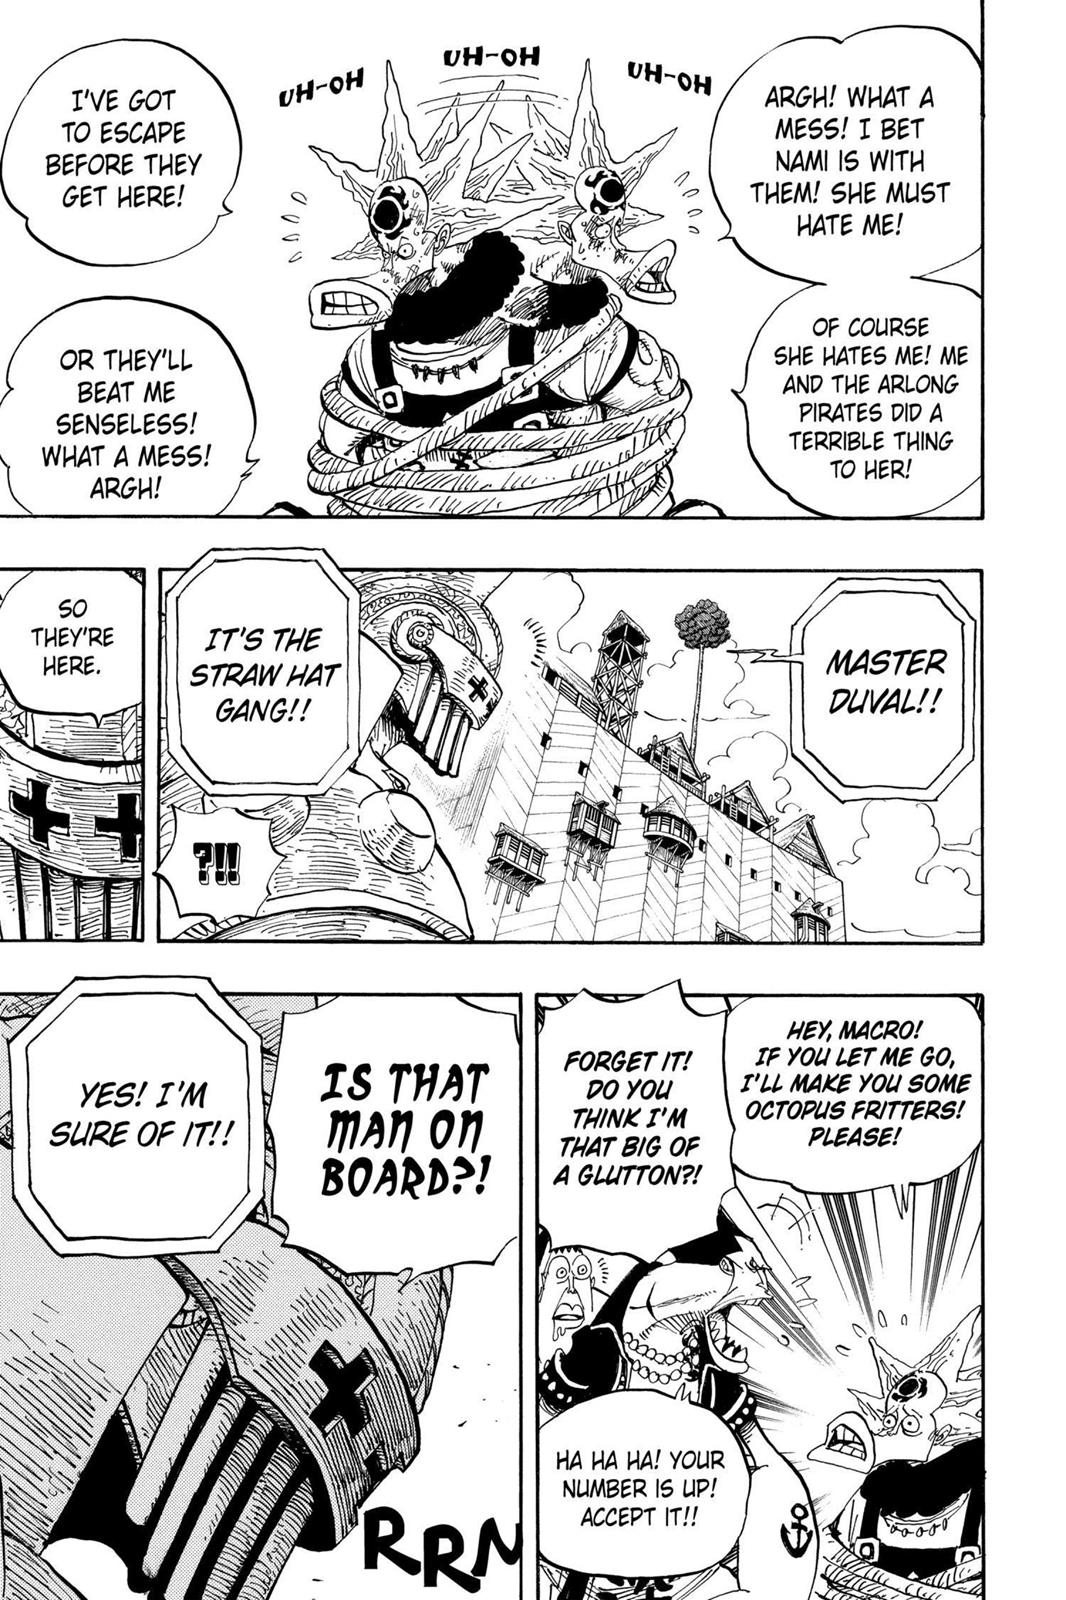 ARGH! WHAT A
MESS! I BET
NAMI IS WITH
THEM! SHE MUST
HATE ME!
OF COURSE
SHE HATES ME! ME
AND THE ARLONG
PIRATES DID A
TERRIBLE THING
TO HER!
UH-OH
UH-OH
UH-OH
I'VE GOT
TO ESCAPE
BEFORE THEY
GET HERE!
OR THEY'LL
BEAT ME
SENSELESS!
WHAT A MESS!
ARGH!
MASTER
DUVAL!!
IT'S THE
STRAW HAT
GANG!!
?!!
SO
THEY'RE
HERE.
HEY, MACRO!
IF YOU LET ME GO,
I'LL MAKE YOU SOME
OCTOPUS FRITTERS!
PLEASE!
FORGET IT!
DO YOU
THINK I'M
THAT BIG OF
A GLUTTON?!
HA HA HA! YOUR
NUMBER IS UP!
ACCEPT IT!!
IS THAT
MAN ON
BOARD?!
YES! I'M
SURE OF IT!!
RRM